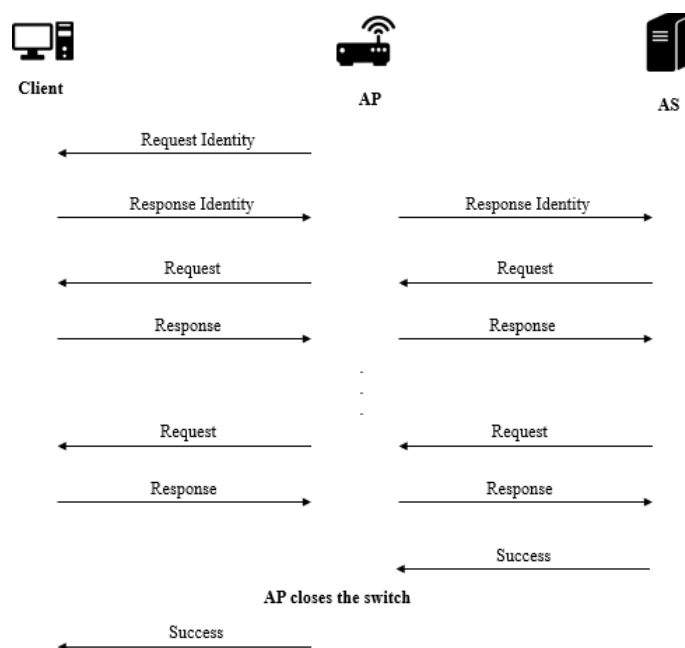 Client
AP
AS
Request Identity
Response Identity Response Identity
Request Request
Response Response
Request Request
Response Response
Success
AP closes the switch
Success